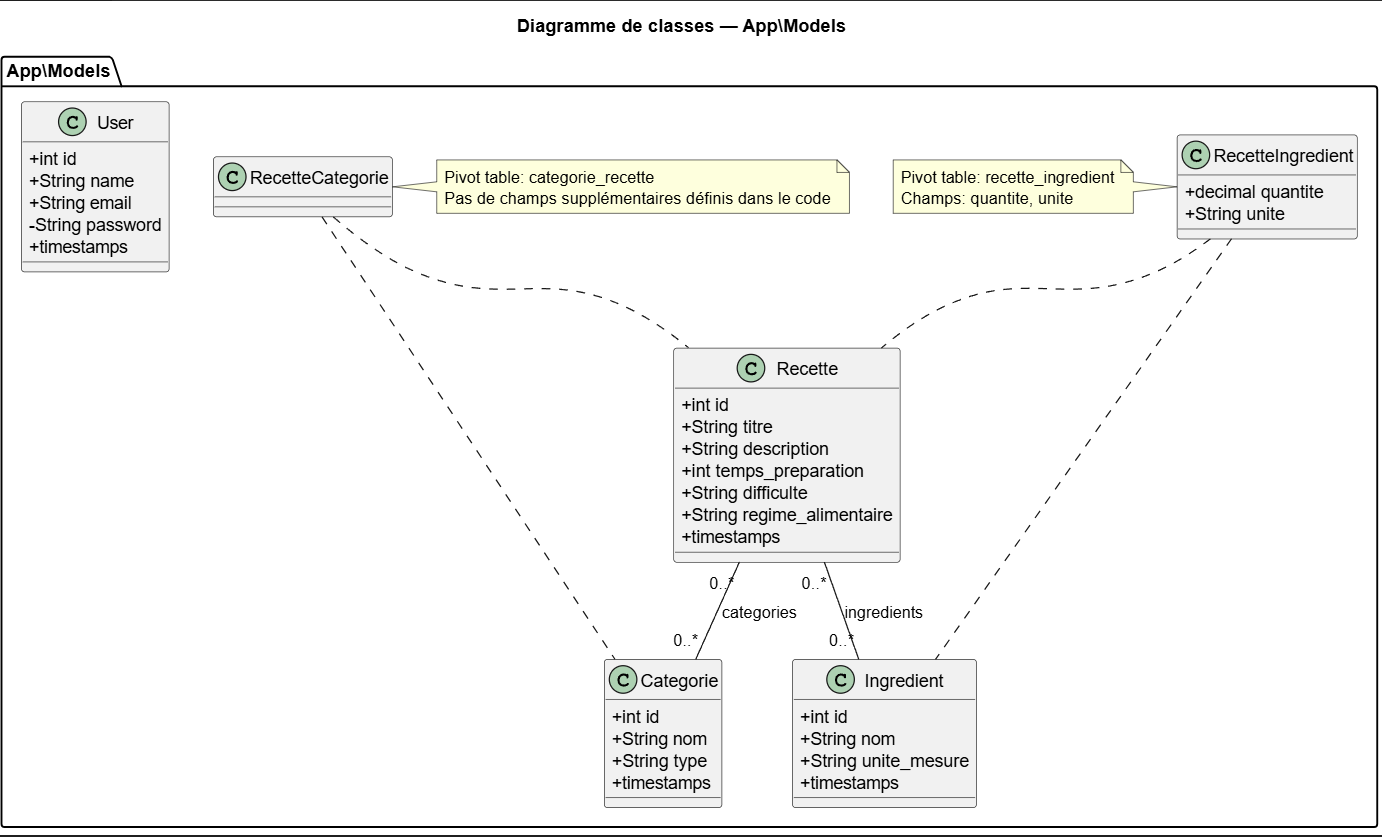 Diagramme de classes — App\Models
App\Models
C User
+int id
+String name
+String email
-String password
+timestamps
C RecetteCategorie
Pivot table: categorie_recette
Pas de champs supplémentaires définis dans le code
Pivot table: recette_ingredient
Champs: quantite, unite
C RecetteIngredient
+decimal quantite
+String unite
C Recette
+int id
+String titre
+String description
+int temps_preparation
+String difficulte
+String regime_alimentaire
+timestamps
0..*
categories
0..*
0..*
ingredients
0..*
C Categorie
+int id
+String nom
+String type
+timestamps
C Ingredient
+int id
+String nom
+String unite_mesure
+timestamps